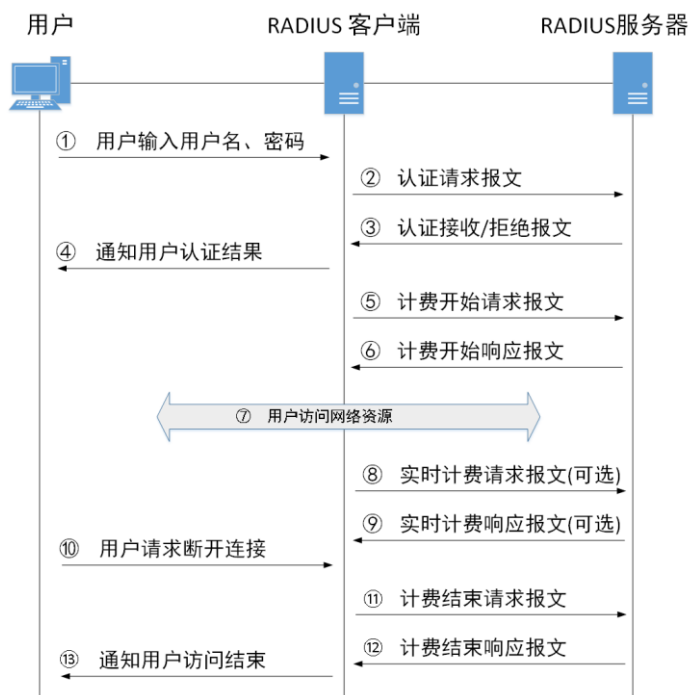 用户
RADIUS 客户端
RADIUS服务器
① 用户输入用户名、密码
② 认证请求报文
③ 认证接收/拒绝报文
④ 通知用户认证结果
⑤ 计费开始请求报文
⑥ 计费开始响应报文
⑦ 用户访问网络资源
⑧ 实时计费请求报文(可选)
⑨ 实时计费响应报文(可选)
⑩ 用户请求断开连接
⑪ 计费结束请求报文
⑫ 计费结束响应报文
⑬ 通知用户访问结束